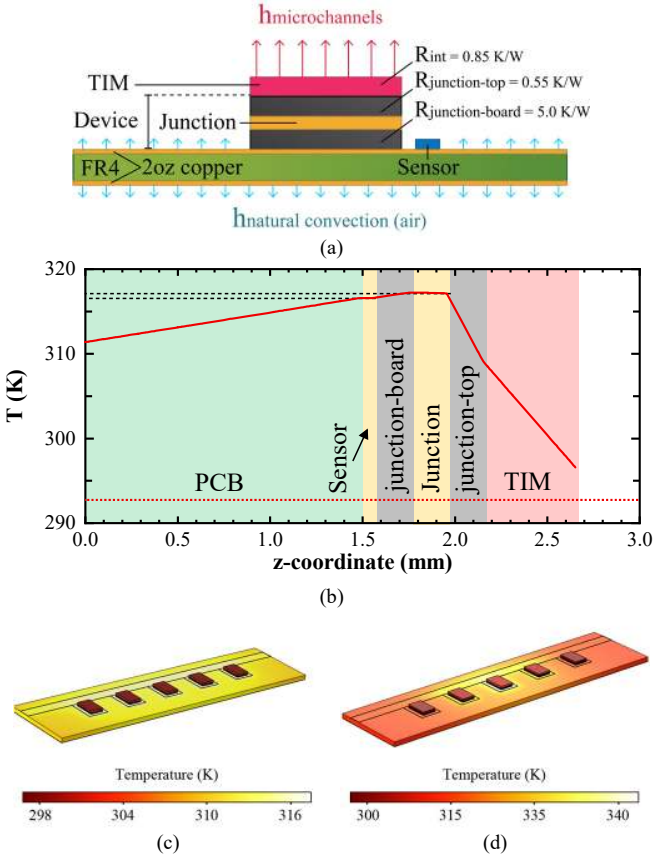 hmicrochannels
Rint = 0.85 K/W
TIM
Rjunction-top = 0.55 K/W
Device
Junction
Rjunction-board = 5.0 K/W
FR4 2oz copper
Sensor
hnatural convection (air)
(a)
320
310
300
290
T (K)
PCB
Sensor
junction-board
Junction
junction-top
TIM
0.0 0.5 1.0 1.5 2.0 2.5 3.0
z-coordinate (mm)
(b)
Temperature (K)
298 304 310 316
(c)
Temperature (K)
300 315 335 340
(d)